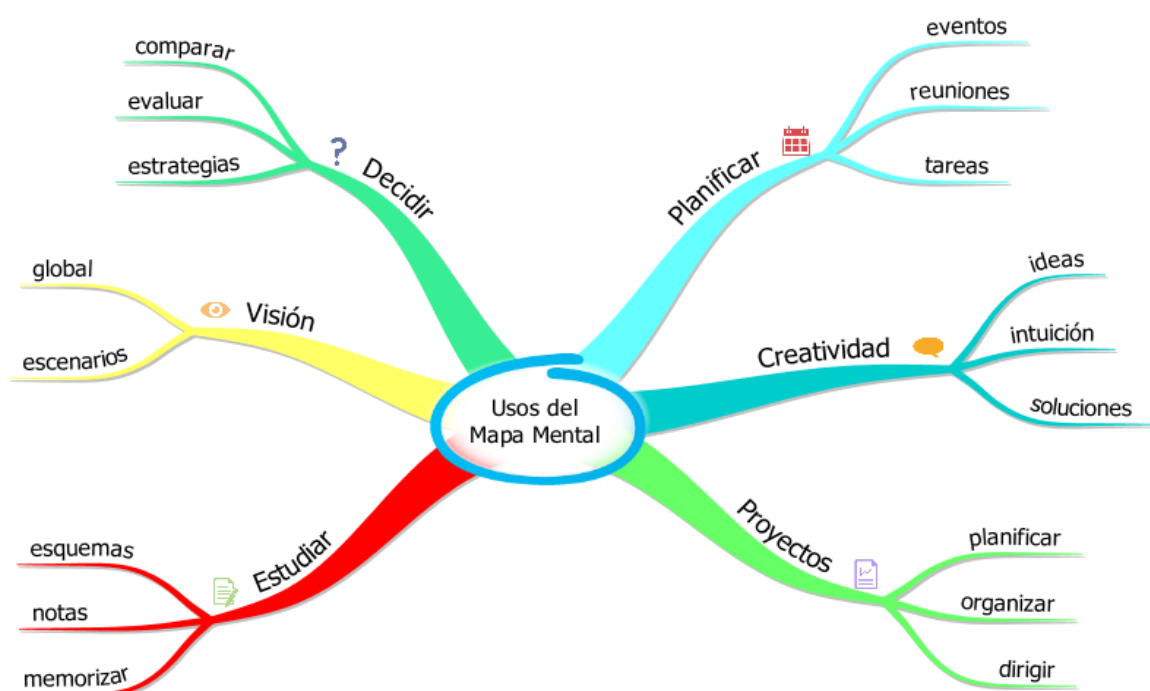 Usos del
Mapa Mental
Planificar
eventos
reuniones
tareas
Creatividad
ideas
intuición
soluciones
Proyectos
planificar
organizar
dirigir
Estudiar
esquemas
notas
memorizar
Visión
global
escenarios
?
Decidir
comparar
evaluar
estrategias